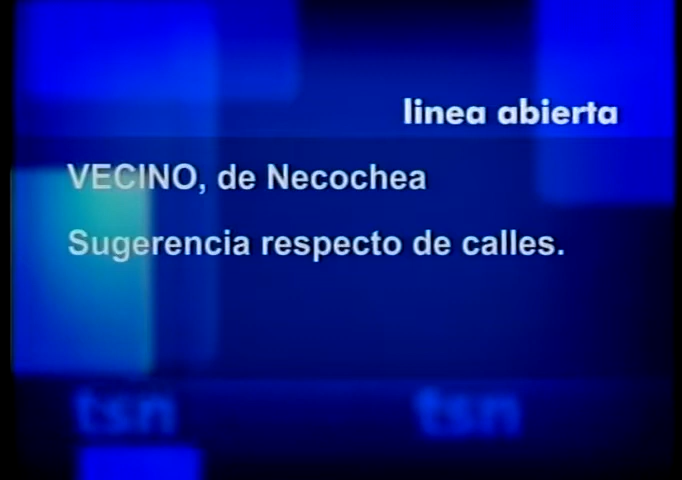 linea abierta
VECINO, de Necochea
Sugerencia respecto de calles.
tsn tsn